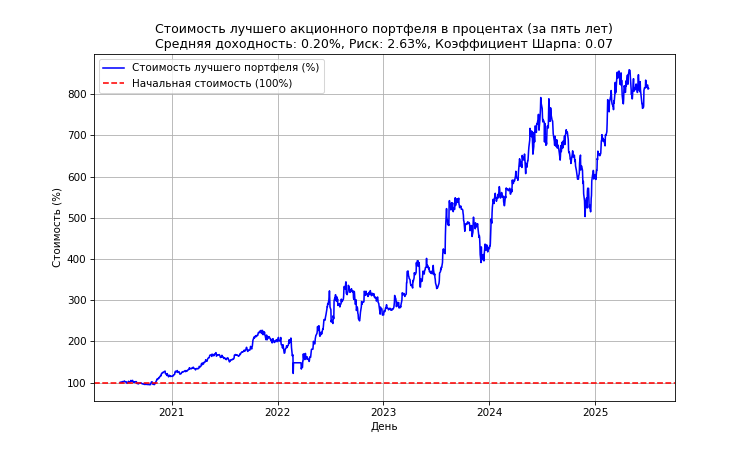 Стоимость лучшего акционного портфеля в процентах (за пять лет)
Средняя доходность: 0.20%, Риск: 2.63%, Коэффициент Шарпа: 0.07
Стоимость лучшего портфеля (%)
Начальная стоимость (100%)
Стоимость (%)
800
700
600
500
400
300
200
100
2021
2022
2023
2024
2025
День